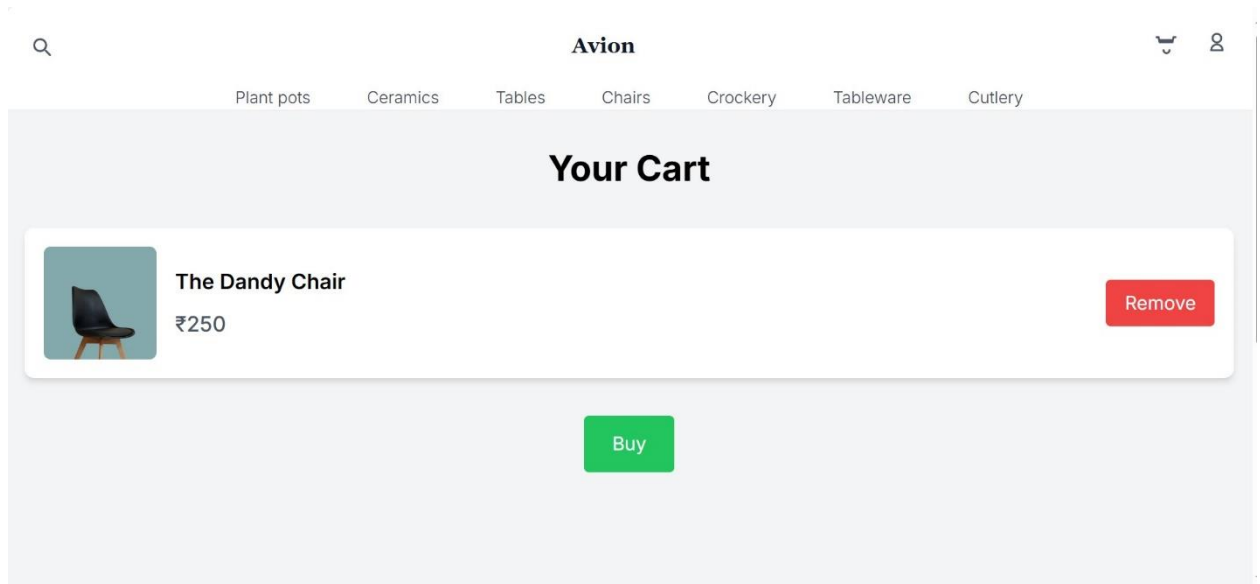 Avion
Plant pots Ceramics Tables Chairs Crockery Tableware Cutlery
Your Cart
The Dandy Chair
₹250
Remove
Buy